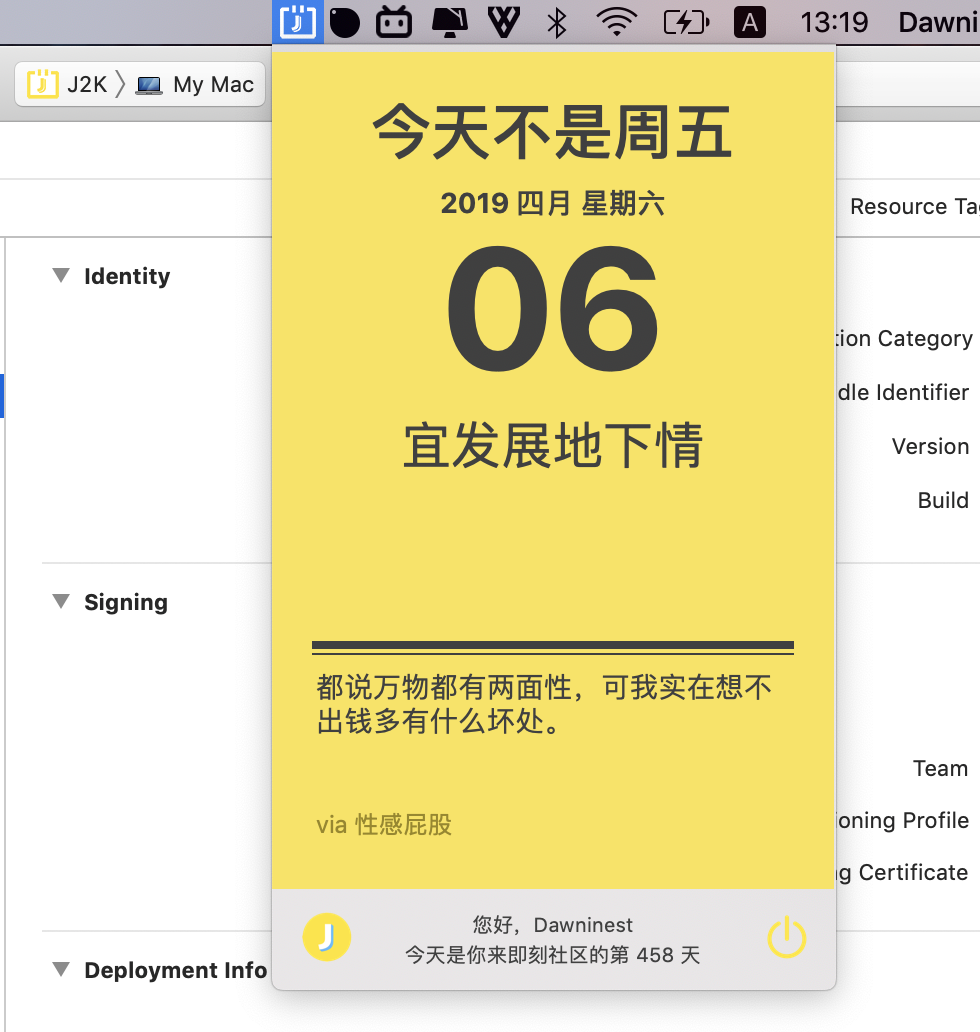 13:19 Dawni
J2K My Mac
今天不是周五
2019 四月 星期六
06
宜发展地下情
都说万物都有两面性，可我实在想不
出钱多有什么坏处。
via 性感屁股
您好，Dawninest
今天是你来即刻社区的第 458 天
Resource Ta
Identity
tion Category
dle Identifier
Version
Build
Signing
Team
ioning Profile
g Certificate
Deployment Info